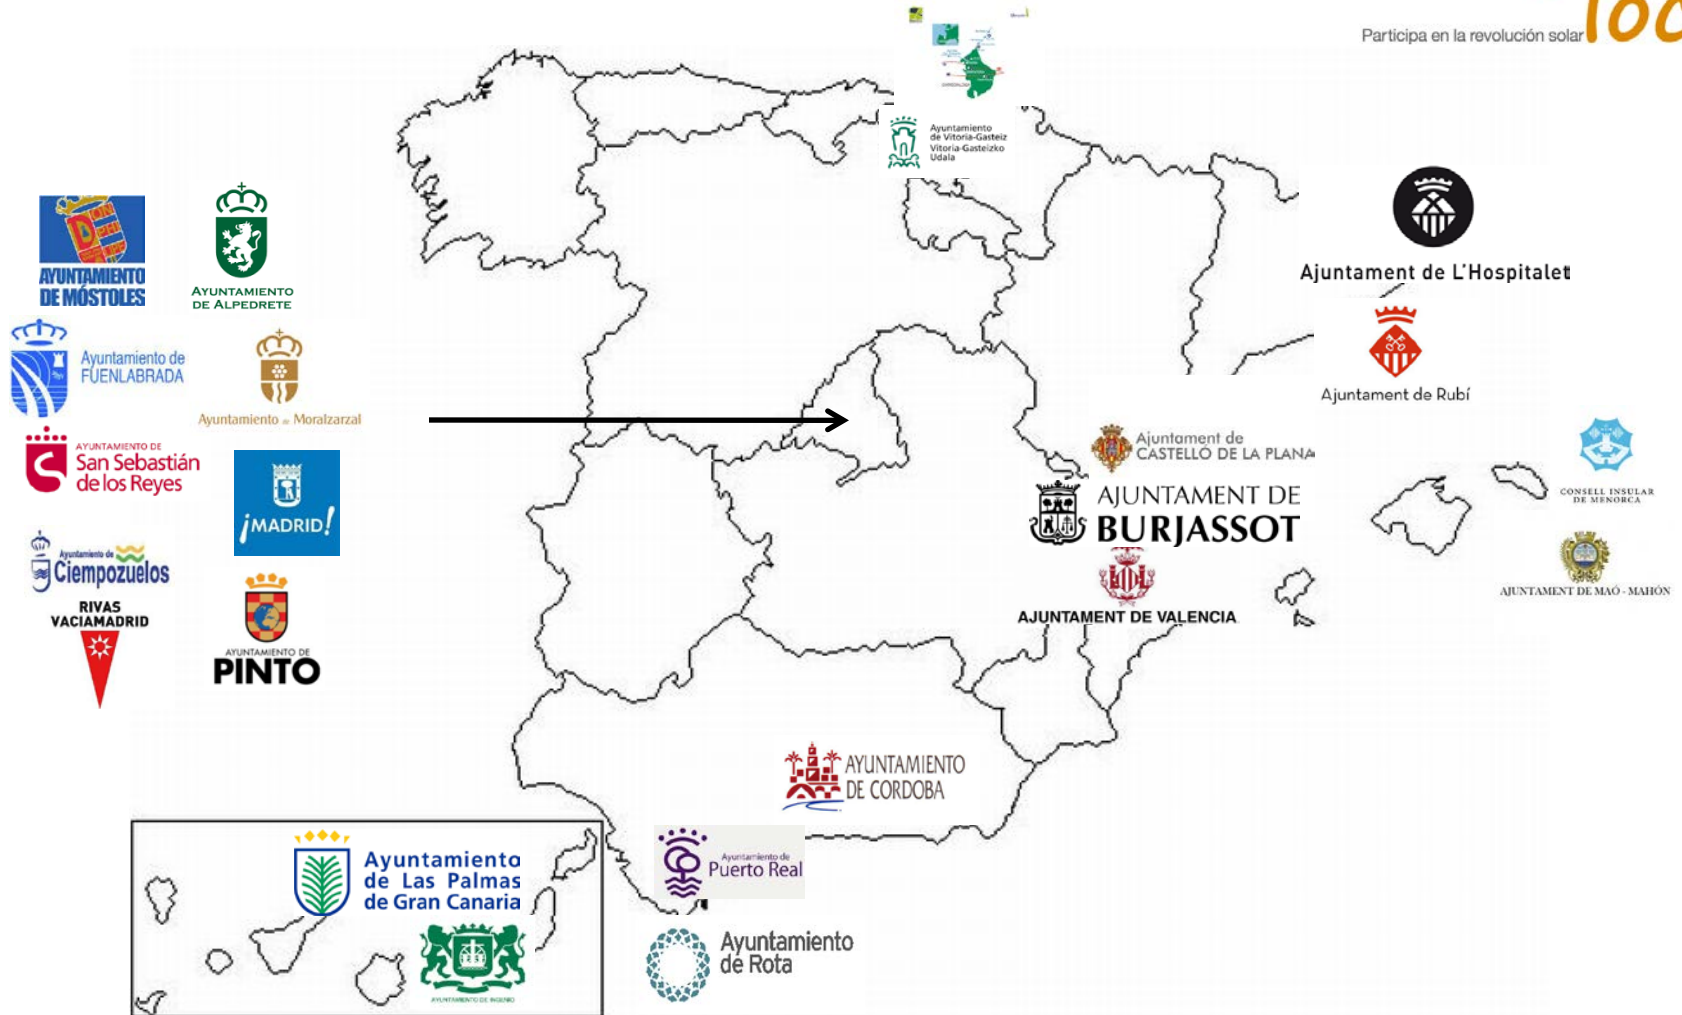 Participa en la revolución solar
Ayuntamiento
de Vitoria-Gasteiz
Vitoria-Gasteizko
Udala
AYUNTAMIENTO
DE MÓSTOLES
AYUNTAMIENTO
DE ALPEDRETE
Ajuntament de L'Hospitalet
Ayuntamiento de
FUENLABRADA
Ayuntamiento de Moralzarzal
Ajuntament de Rubí
AYUNTAMIENTO DE
San Sebastián
de los Reyes
¡MADRID!
Ajuntament de
CASTELLÓ DE LA PLANA
AJUNTAMENT DE
BURJASSOT
CONSELL INSULAR
DE MENORCA
Ayuntamiento de
Ciempozuelos
AJUNTAMENT DE VALENCIA
AJUNTAMENT DE MAÓ - MAHÓN
RIVAS
VACIAMADRID
AYUNTAMIENTO DE
PINTO
AYUNTAMIENTO
DE CORDOBA
Ayuntamiento
de Las Palmas
de Gran Canaria
Ayuntamiento de
Puerto Real
AYUNTAMIENTO DE INGENIO
Ayuntamiento
de Rota